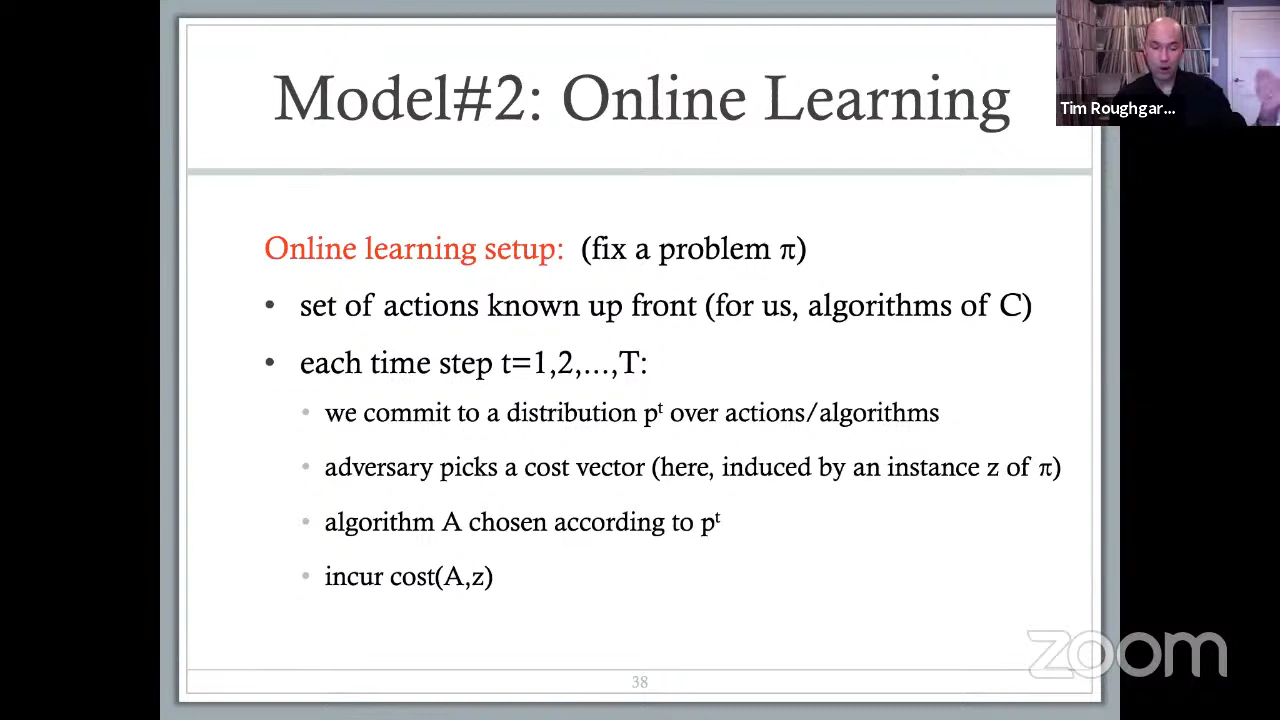 Model#2: Online Learning
Tim Roughgar...
Online learning setup: (fix a problem π)
• set of actions known up front (for us, algorithms of C)
• each time step t=1,2,...,T:
• we commit to a distribution pᵗ over actions/algorithms
• adversary picks a cost vector (here, induced by an instance z of π)
• algorithm A chosen according to pᵗ
• incur cost(A,z)
zoom
38